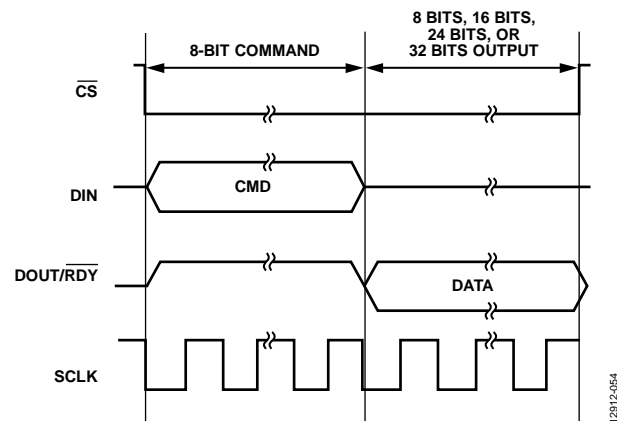 8 BITS, 16 BITS,
24 BITS, OR
32 BITS OUTPUT
8-BIT COMMAND
CS
DIN
CMD
DOUT/RDY
DATA
SCLK
12912-054